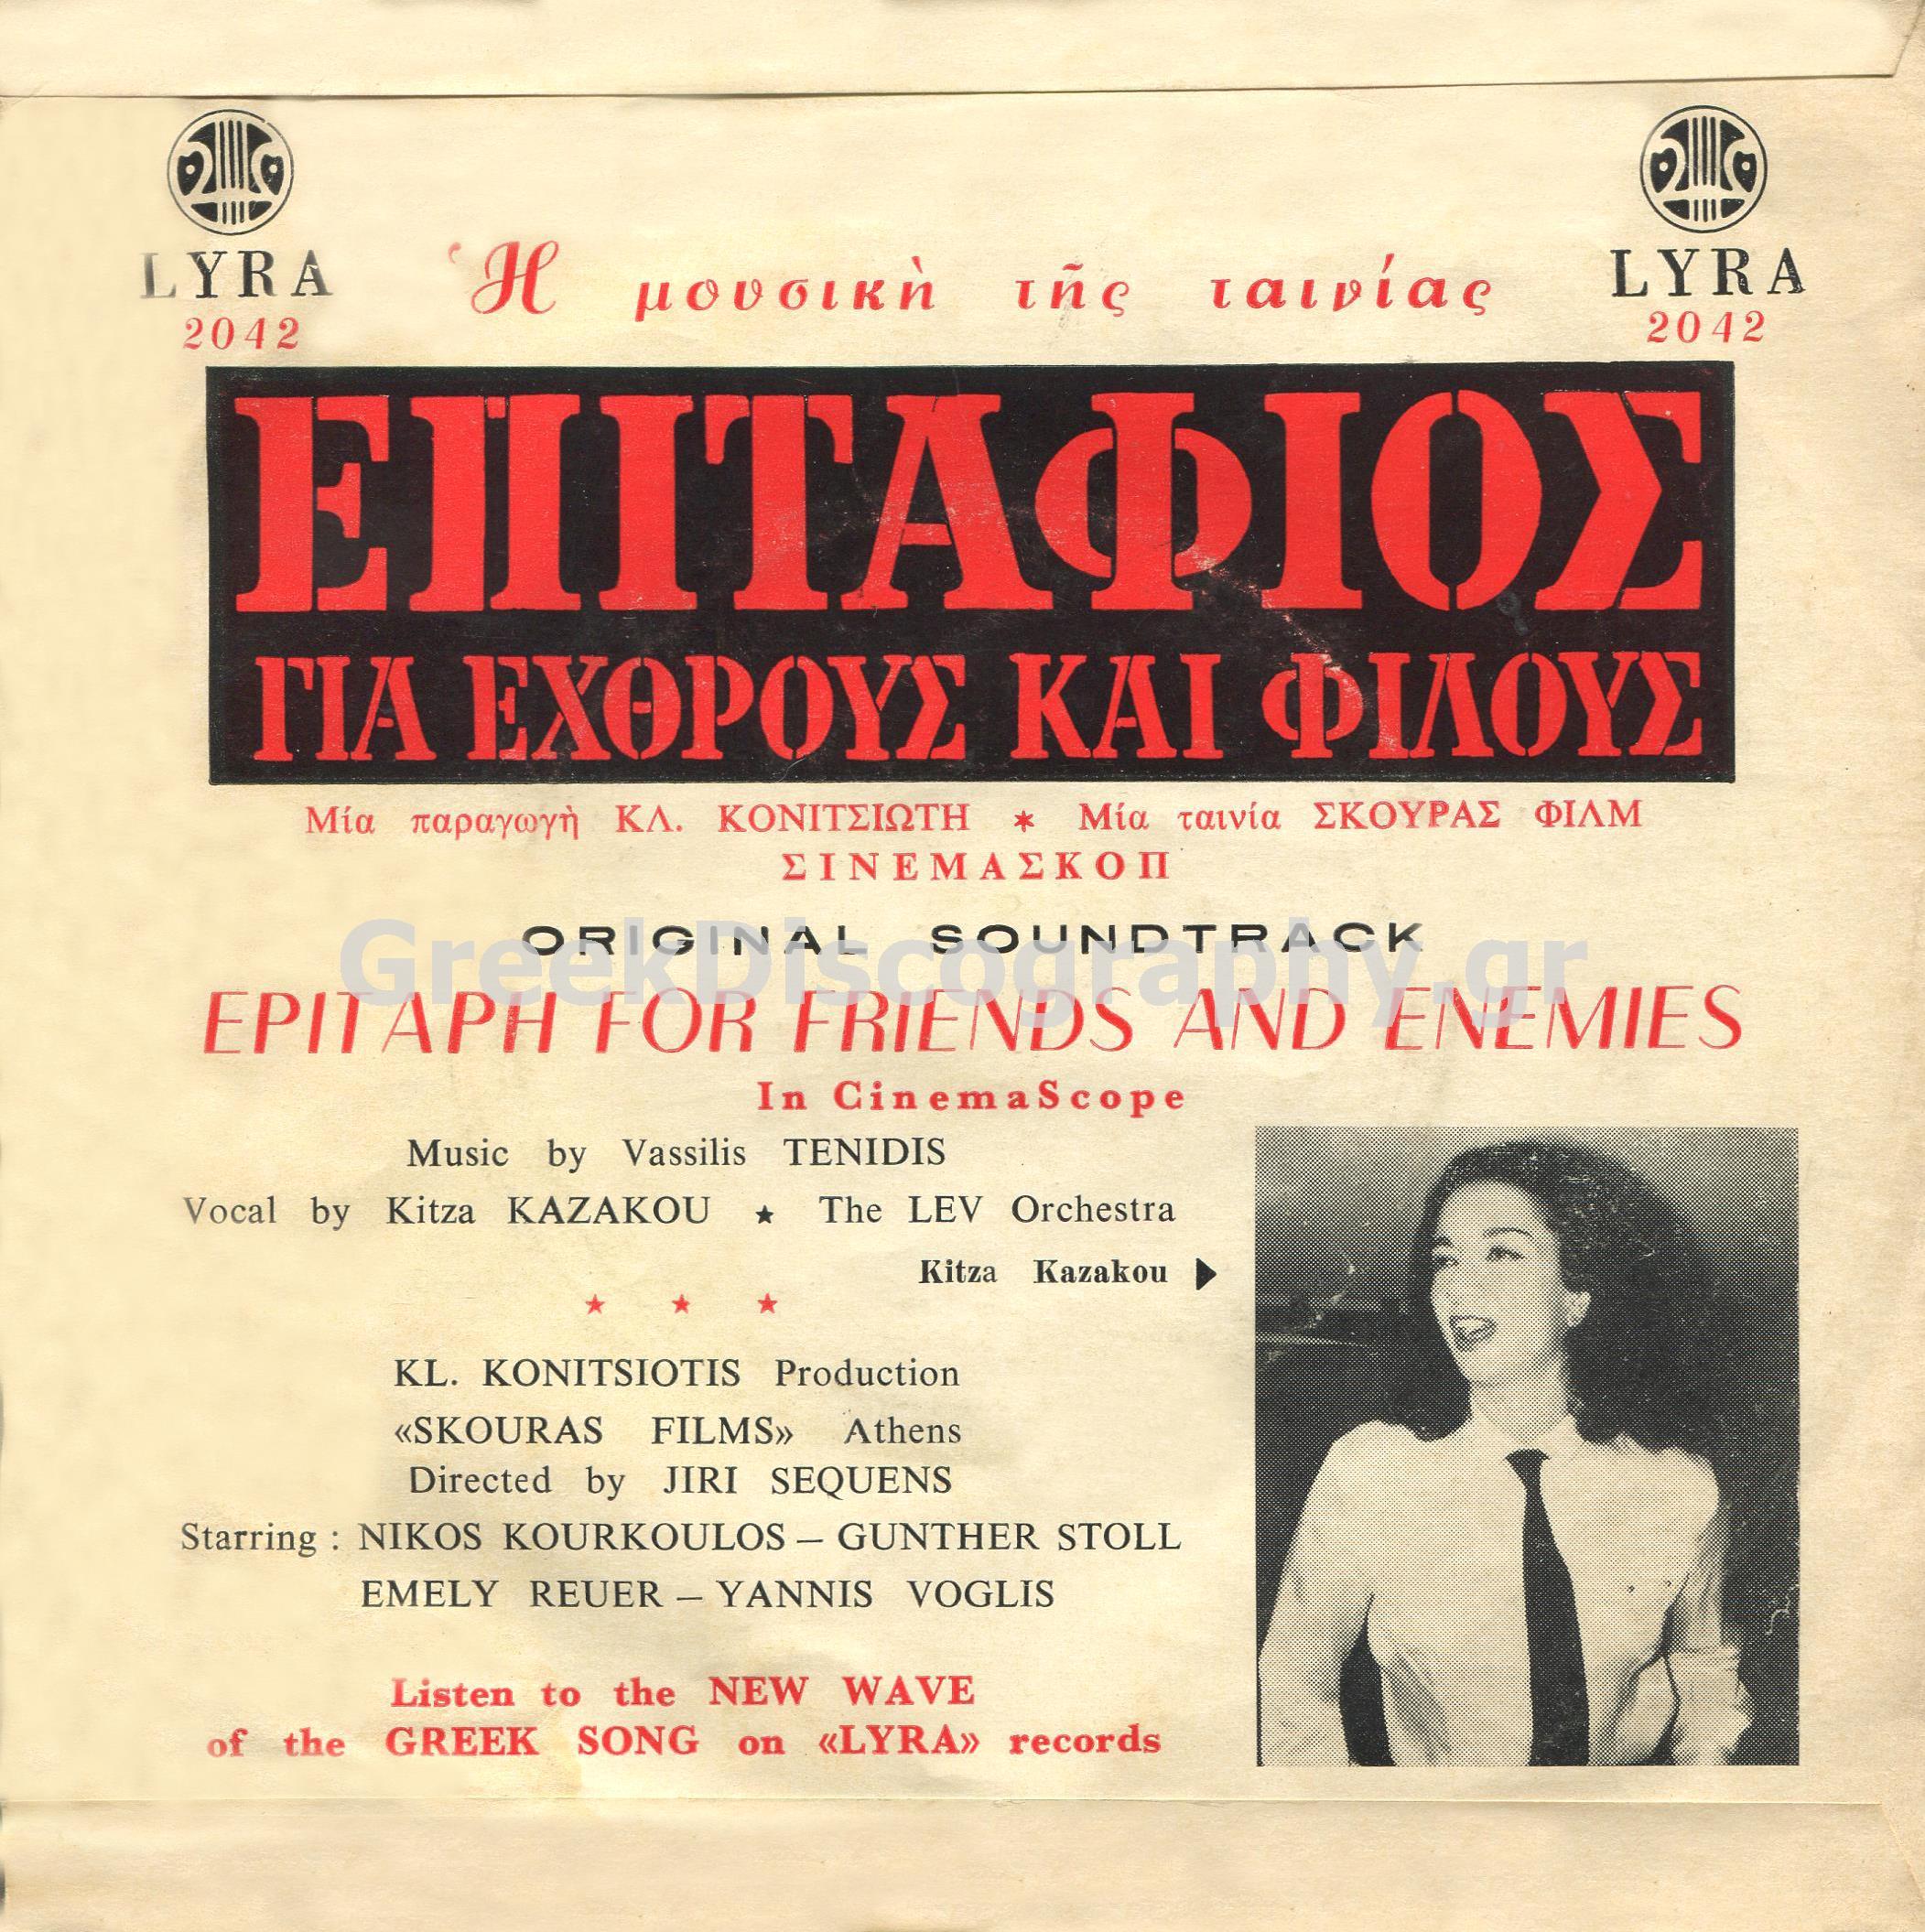 LYRA
2042
Ἡ μουσικὴ τῆς ταινίας
LYRA
2042
ΕΠΙΤΑΦΙΟΣ
ΓΙΑ ΕΧΘΡΟΥΣ ΚΑΙ ΦΙΛΟΥΣ
Μία παραγωγὴ ΚΛ. ΚΟΝΙΤΣΙΩΤΗ * Μία ταινία ΣΚΟΥΡΑΣ ΦΙΛΜ
ΣΙΝΕΜΑΣΚΟΠ
ORIGINAL SOUNDTRACK
GreekDiscography.gr
EPITAPH FOR FRIENDS AND ENEMIES
In CinemaScope
Music by Vassilis TENIDIS
Vocal by Kitza KAZAKOU ★ The LEV Orchestra
Kitza Kazakou ▶
★ ★ ★
KL. KONITSIOTIS Production
«SKOURAS FILMS» Athens
Directed by JIRI SEQUENS
Starring : NIKOS KOURKOULOS – GUNTHER STOLL
EMELY REUER – YANNIS VOGLIS
Listen to the NEW WAVE
of the GREEK SONG on «LYRA» records